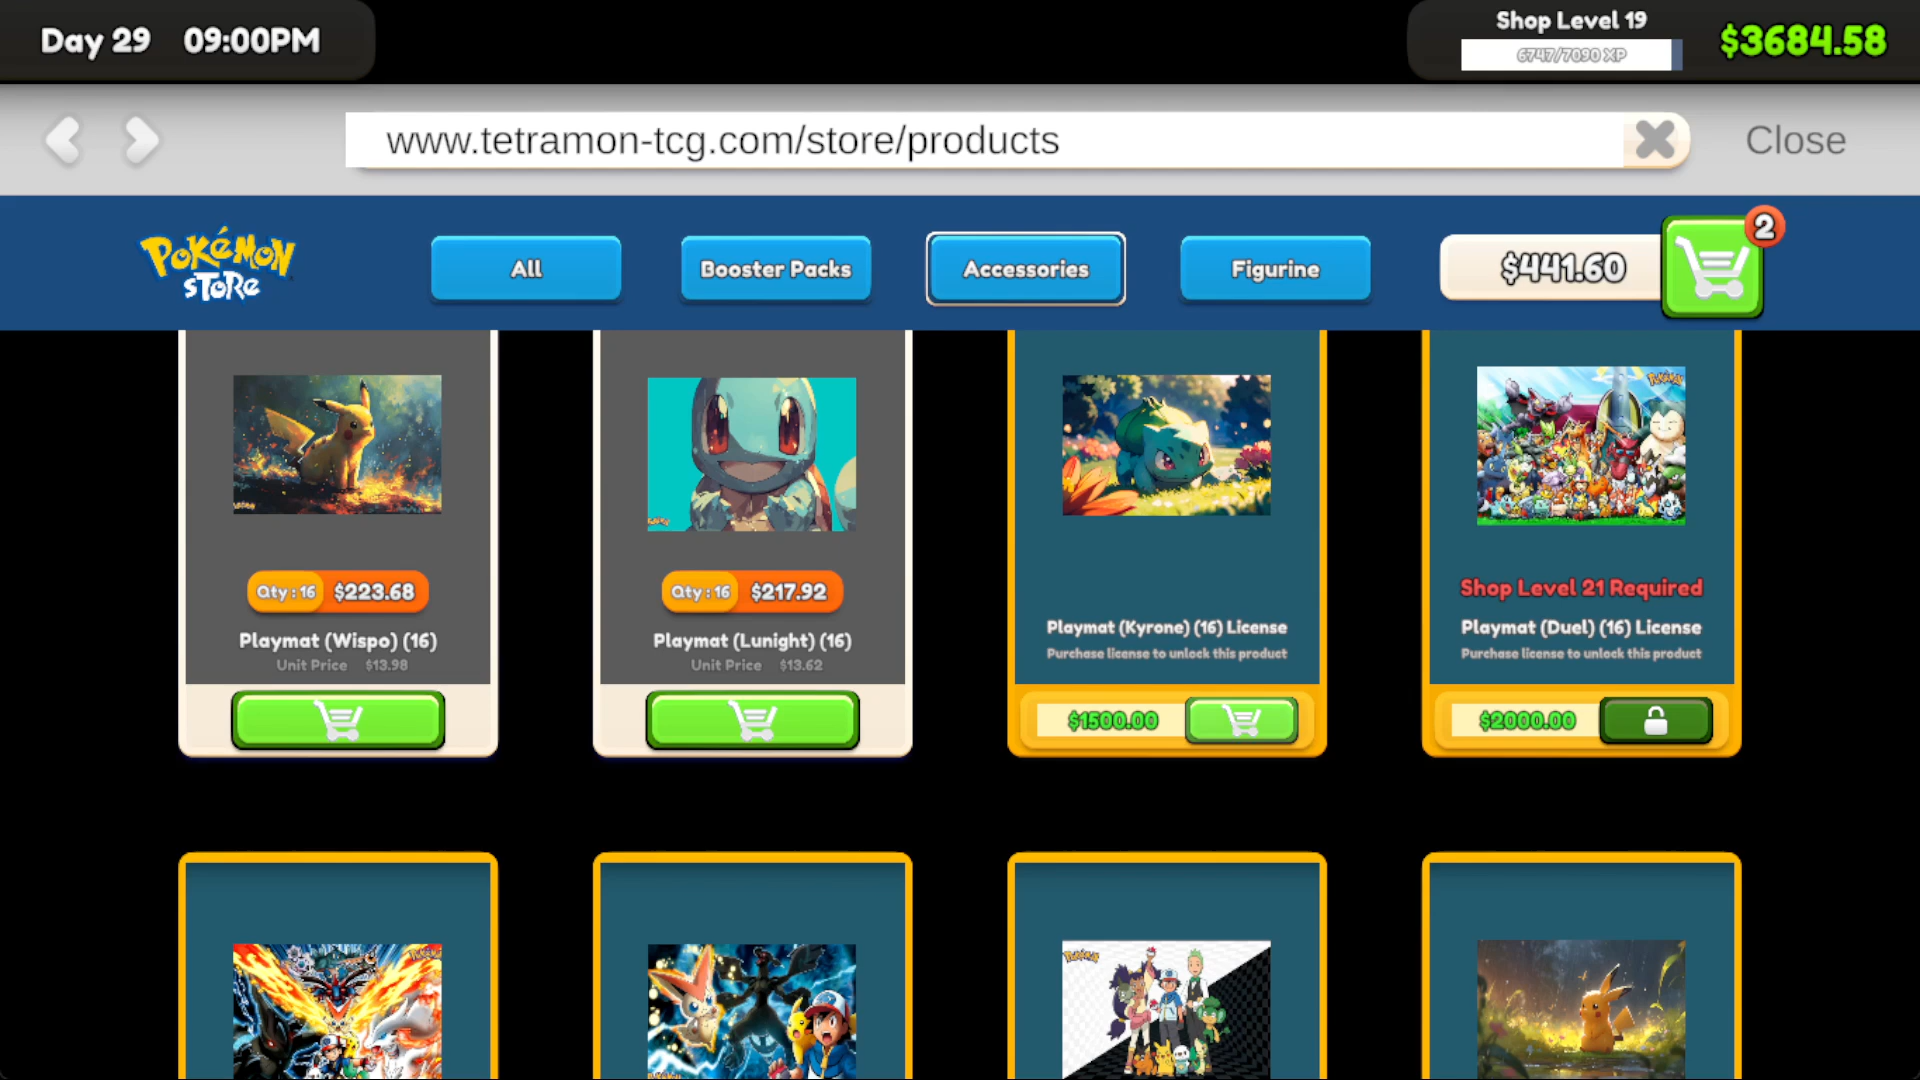 Day 29 09:00PM
Shop Level 19
6747/7090 XP
$3684.58
www.tetramon-tcg.com/store/products
Close
POKéMON
STORE
All
Booster Packs
Accessories
Figurine
$441.60
2
Qty : 16 $223.68
Playmat (Wispo) (16)
Unit Price $13.98
Qty : 16 $217.92
Playmat (Lunight) (16)
Unit Price $13.62
Playmat (Kyrone) (16) License
Purchase license to unlock this product
$1500.00
Pokémon
Shop Level 21 Required
Playmat (Duel) (16) License
Purchase license to unlock this product
$2000.00
Pokémon
Pokémon